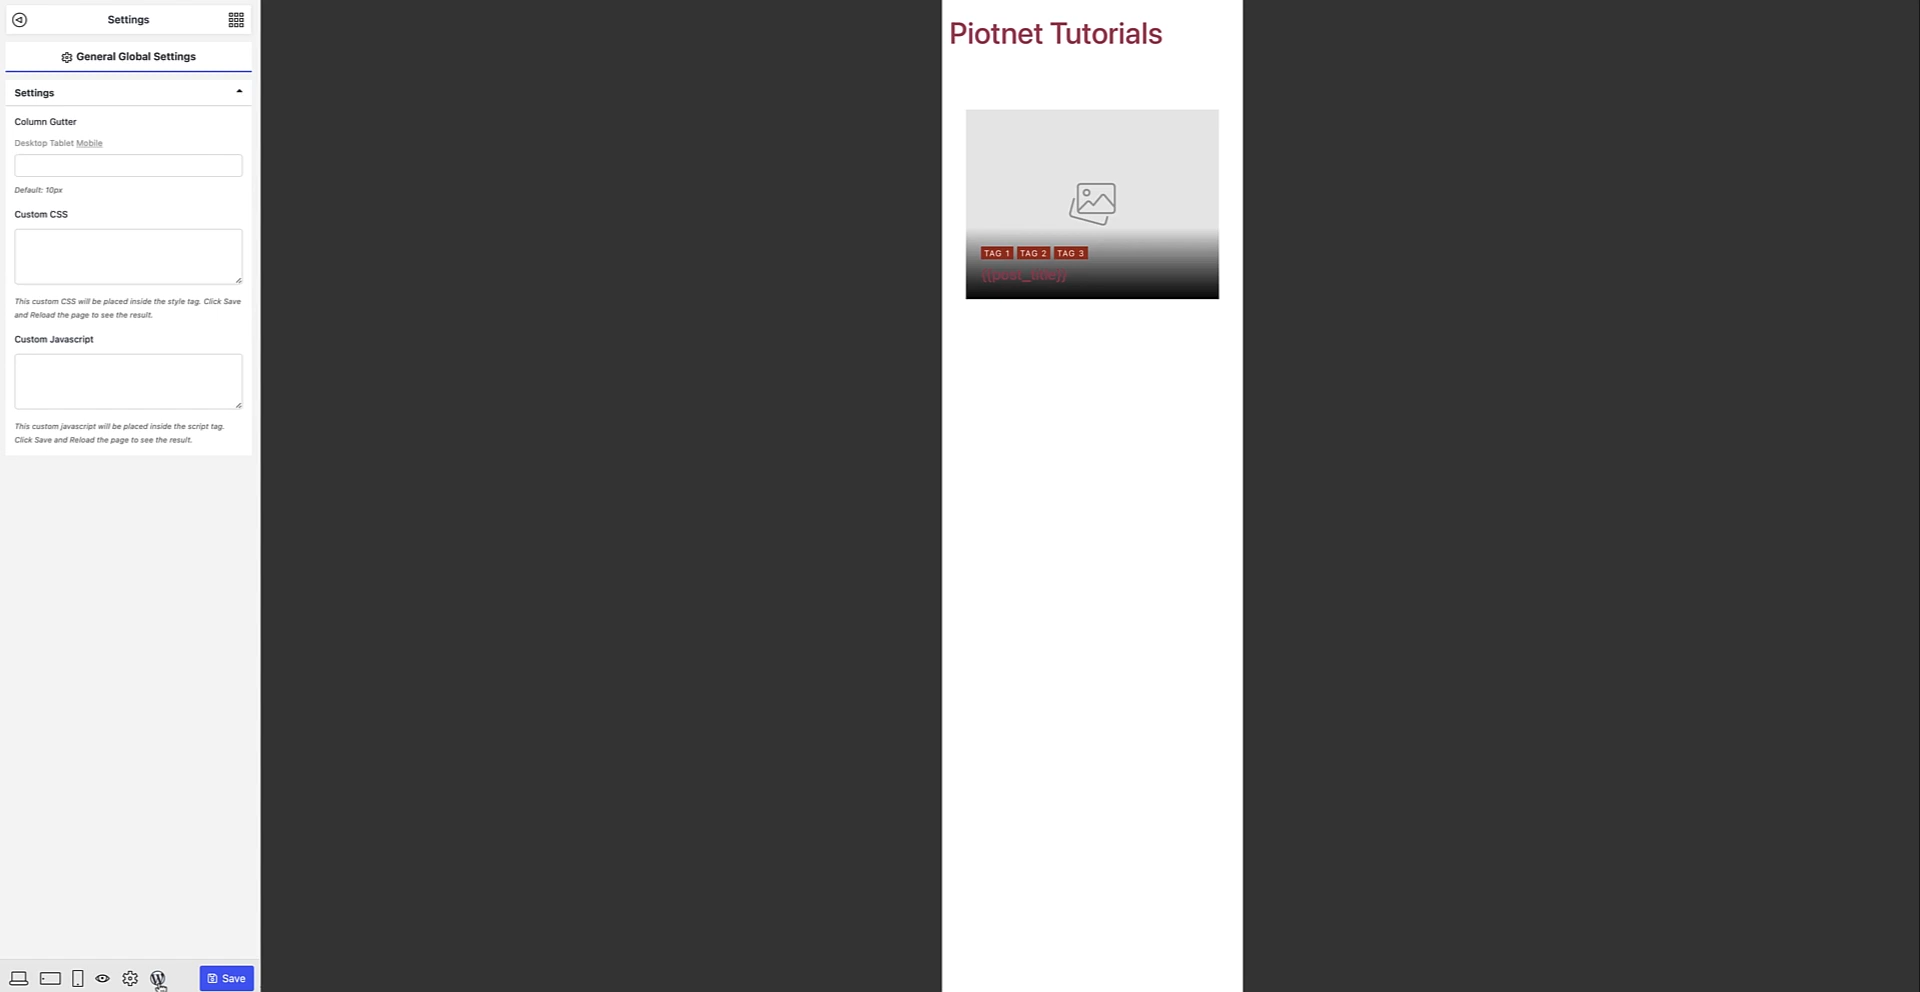 Settings
General Global Settings
Settings
Column Gutter
Desktop Tablet Mobile
Default: 10px
Custom CSS
This custom CSS will be placed inside the style tag. Click Save
and Reload the page to see the result.
Custom Javascript
This custom javascript will be placed inside the script tag.
Click Save and Reload the page to see the result.
Save
Piotnet Tutorials
TAG 1 TAG 2 TAG 3
{{post_title}}